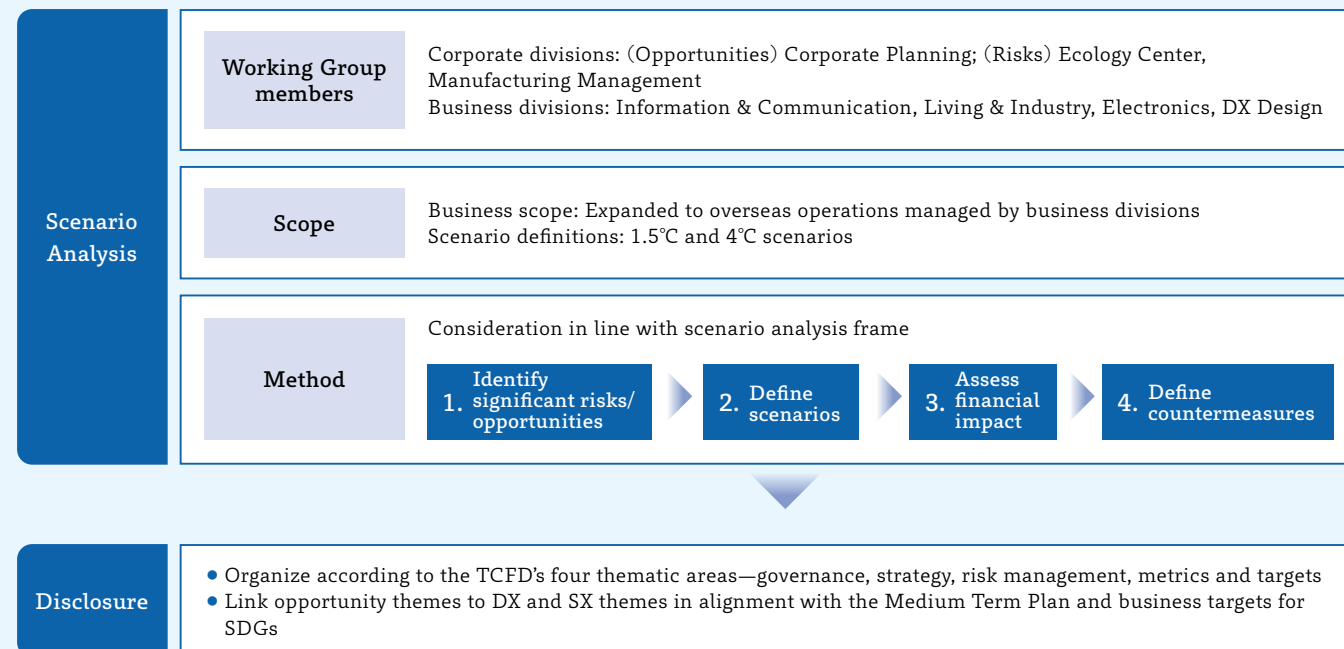 Scenario
Analysis
Working Group
members
Corporate divisions: (Opportunities) Corporate Planning; (Risks) Ecology Center,
Manufacturing Management
Business divisions: Information & Communication, Living & Industry, Electronics, DX Design
Scope
Business scope: Expanded to overseas operations managed by business divisions
Scenario definitions: 1.5℃ and 4℃ scenarios
Method
Consideration in line with scenario analysis frame
1. Identify
significant risks/
opportunities
2. Define
scenarios
3. Assess
financial
impact
4. Define
countermeasures
Disclosure
● Organize according to the TCFD's four thematic areas—governance, strategy, risk management, metrics and targets
● Link opportunity themes to DX and SX themes in alignment with the Medium Term Plan and business targets for
SDGs